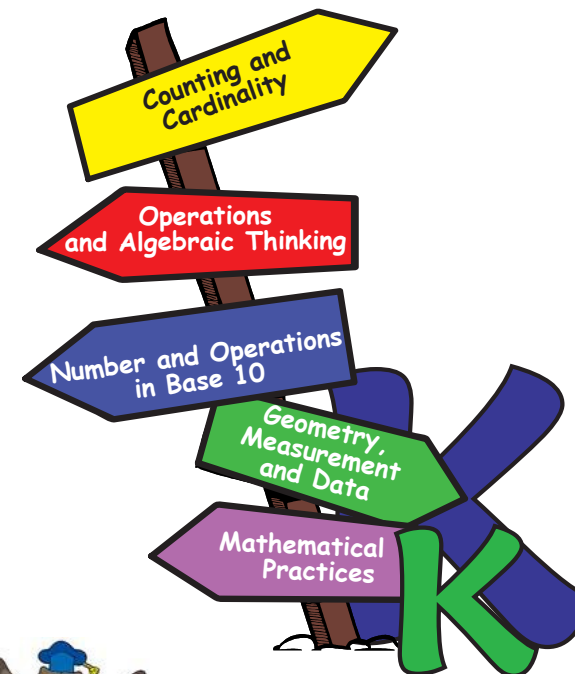 Counting and
Cardinality
Operations
and Algebraic Thinking
Number and Operations
in Base 10
Geometry,
Measurement
and Data
Mathematical
Practices
K
K